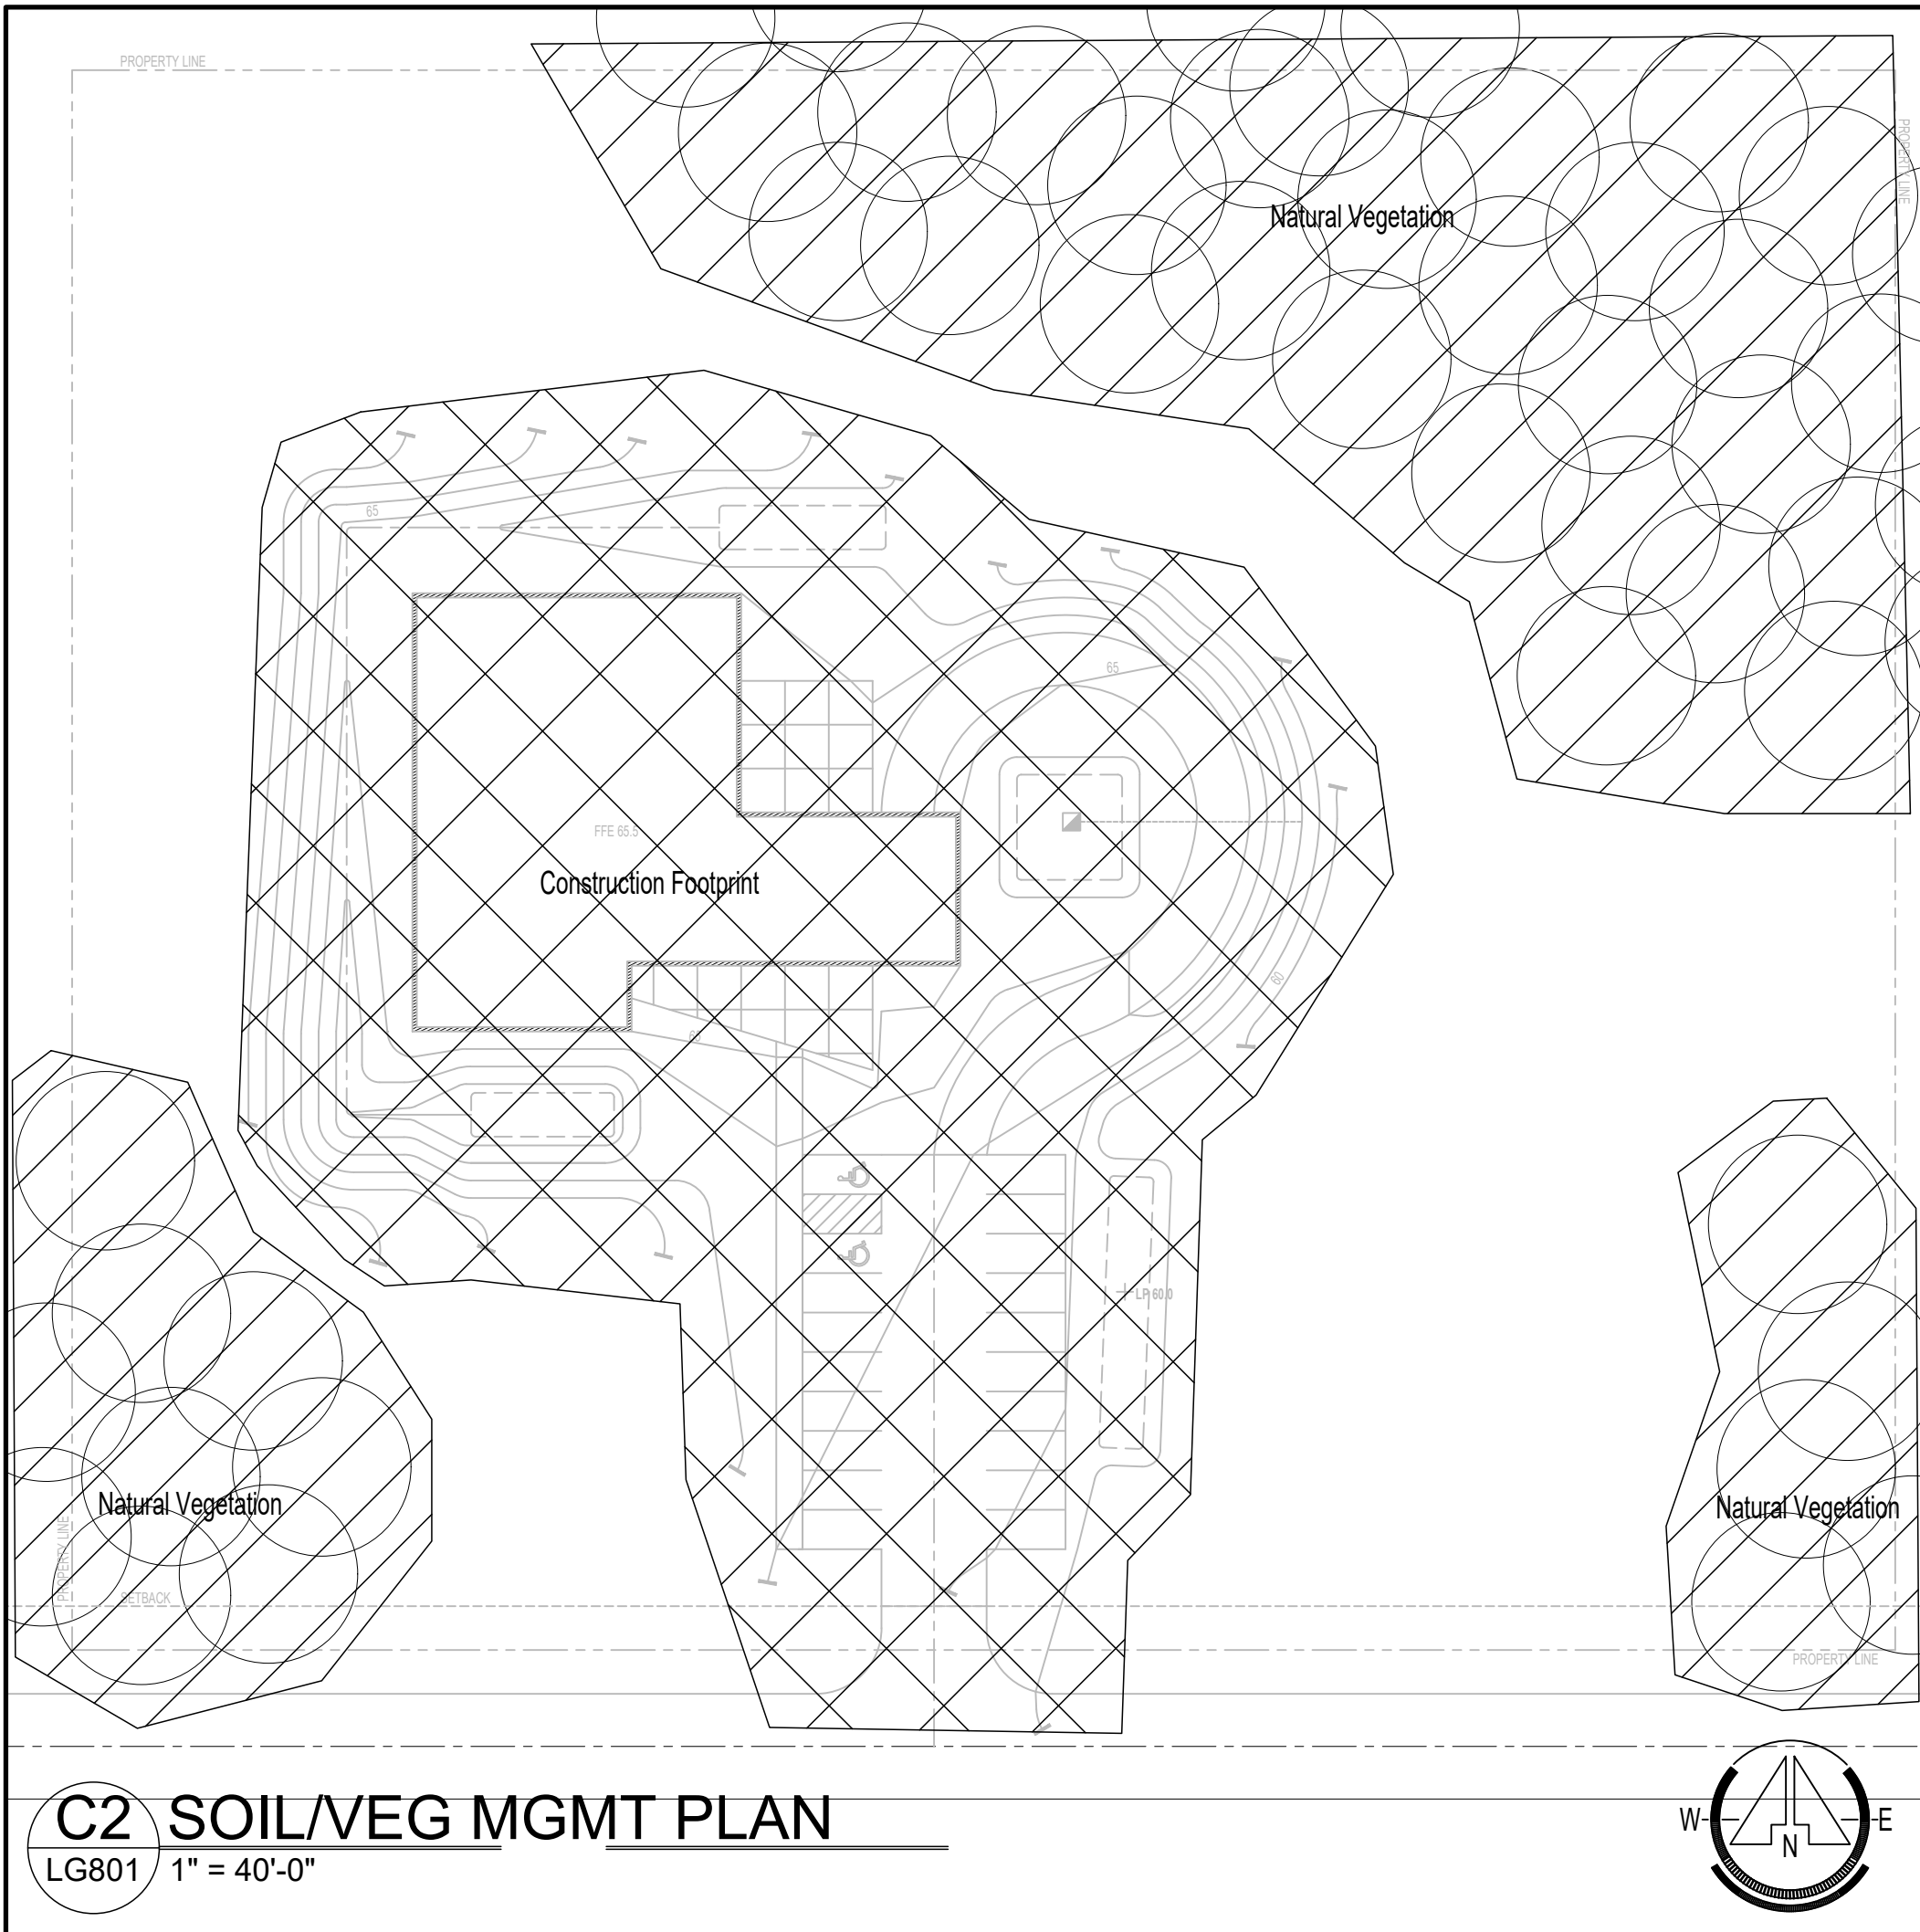 PROPERTY LINE
PROPERTY LINE
Natural Vegetation
65
65
FFE 65.5
Construction Footprint
60
65
LP 60.0
Natural Vegetation
Natural Vegetation
PROPERTY LINE
SETBACK
PROPERTY LINE
C2 SOIL/VEG MGMT PLAN
LG801 1" = 40'-0"
W E
N